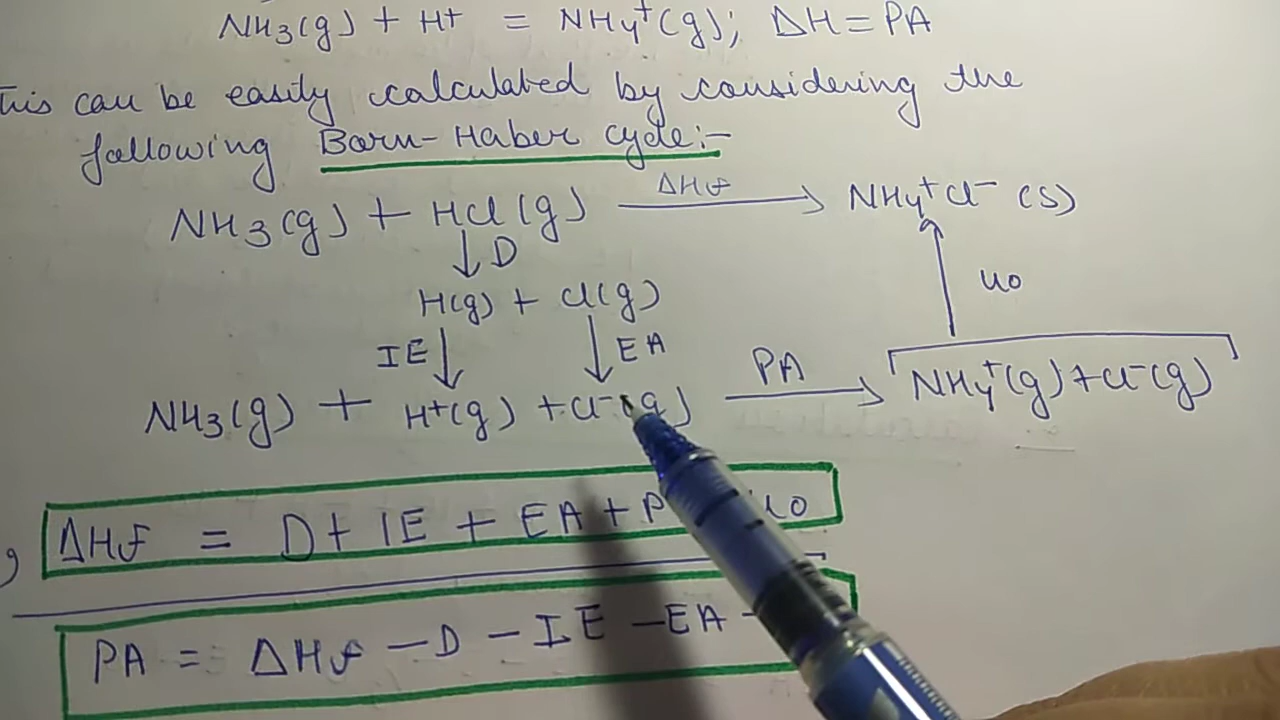 NH3(g) + H+ = NH4+(g); ΔH = PA
This can be easily calculated by considering the
following Born-Haber cycle:-
NH3(g) + HCl(g) ΔHf NH4+Cl- (s)
D
H(g) + Cl(g) U0
IE EA
NH3(g) + H+(g) + Cl-(g) PA NH4+(g) + Cl-(g)
, ΔHf = D + IE + EA + P U0
PA = ΔHf - D - IE - EA -